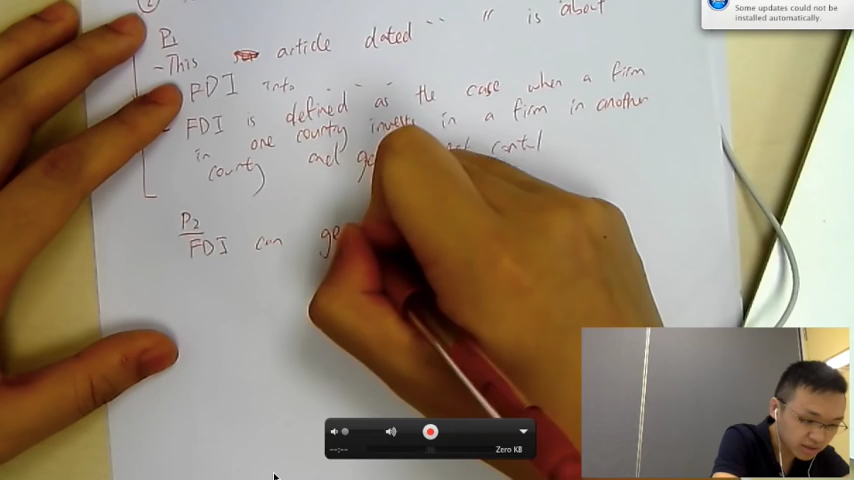 ②
P1
- This article dated `` " is about
FDI into `` -
FDI is defined as the case when a firm
in one country invests in a firm in another
country and control
P2
FDI can ge
Some updates could not be
installed automatically.
--:-- Zero KB